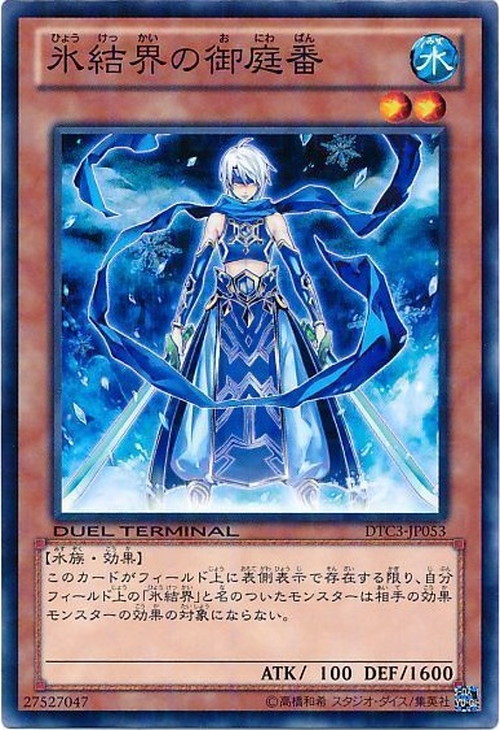 氷結界の御庭番
水
DUEL TERMINAL
DTC3-JP053
【水族・効果】
このカードがフィールド上に表側表示で存在する限り、自分
フィールド上の「氷結界」と名のついたモンスターは相手の効果
モンスターの効果の対象にならない。
ATK/ 100 DEF/1600
27527047
©高橋和希 スタジオ・ダイス/集英社